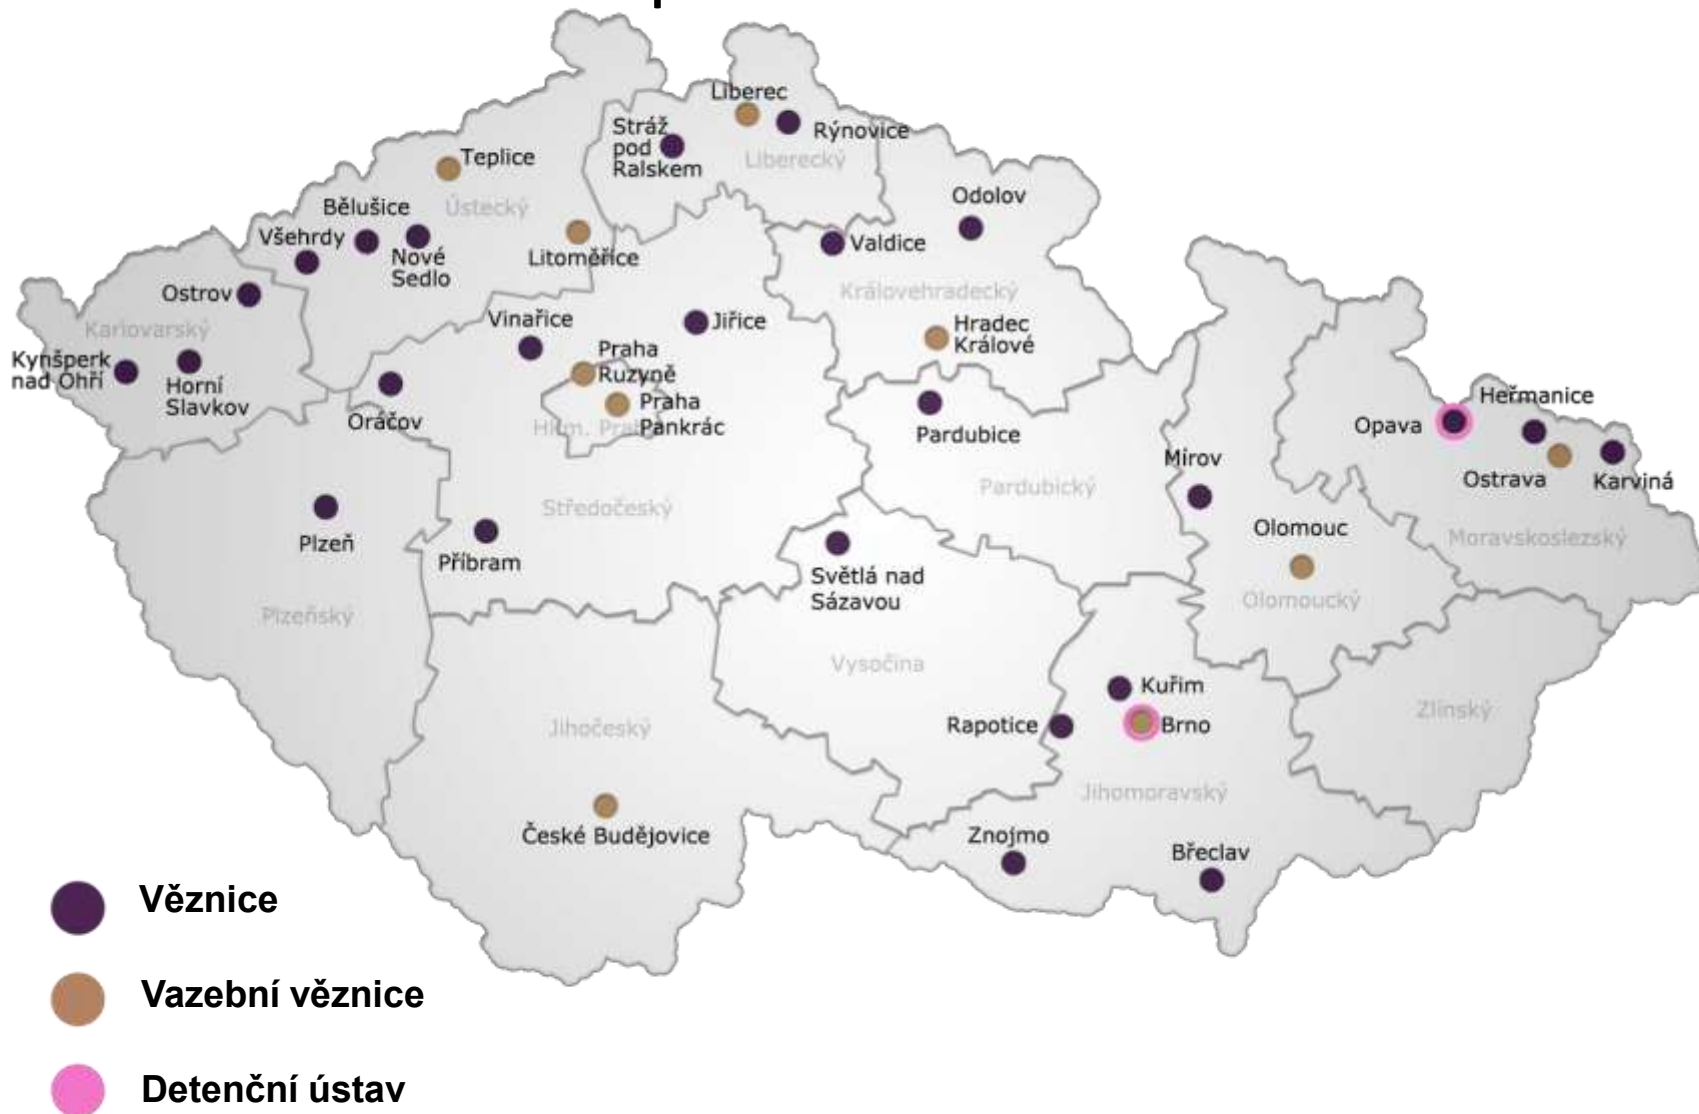 Liberec
Stráž
pod
Ralskem
Rýnovice
Liberecký
Teplice
Odolov
Bělušice
Ústecký
Všehrdy
Nové
Sedlo
Litoměřice
Valdice
Ostrov
Královehradecký
Karlovarský
Vinařice
Jiřice
Hradec
Králové
Kynšperk
nad Ohří
Horní
Slavkov
Praha
Ruzyně
Praha
Pankrác
Oráčov
Hlm. Praha
Heřmanice
Opava
Pardubice
Mírov
Ostrava
Karviná
Pardubický
Středočeský
Olomouc
Moravskoslezský
Plzeň
Příbram
Světlá nad
Sázavou
Olomoucký
Plzeňský
Vysočina
Kuřim
Rapotice
Brno
Zlínský
Jihočeský
Jihomoravský
České Budějovice
Znojmo
Břeclav
Věznice
Vazební věznice
Detenční ústav